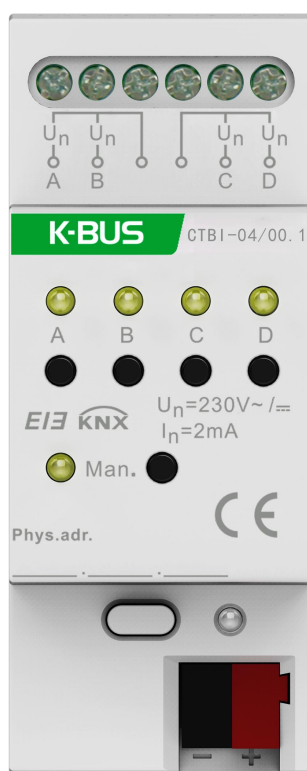 Un Un Un Un
A B C D
K-BUS CTBI-04/00.1
A B C D
EIB KNX
Un=230V~/⎓
In=2mA
Man.
CE
Phys.adr.
− +